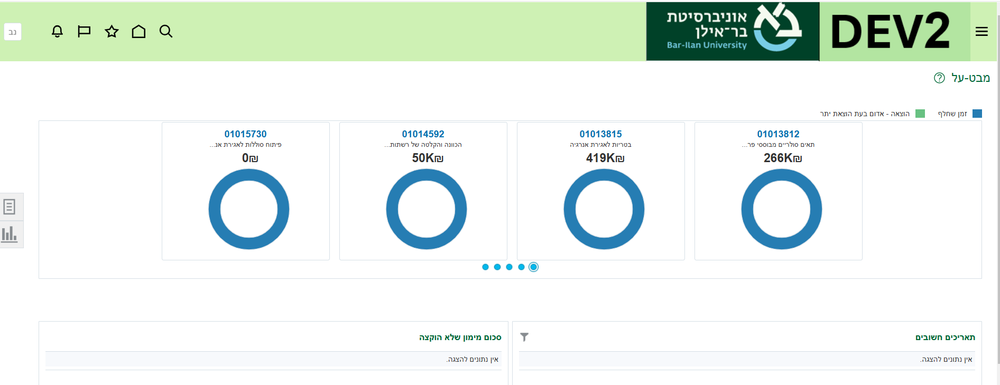 DEV2
אוניברסיטת
בר־אילן
Bar-Ilan University
נב
מבט-על ?
זמן שחלף
הוצאה - אדום בעת הוצאת יתר
01013812
תאים סולריים מבוססי פר...
266K₪
01013815
בטריות לאגירת אנרגיה
419K₪
01014592
הכוונה והקלטה של רשתות...
50K₪
01015730
פיתוח סוללות לאגירת אנ...
0₪
תאריכים חשובים
אין נתונים להצגה.
סכום מימון שלא הוקצה
אין נתונים להצגה.